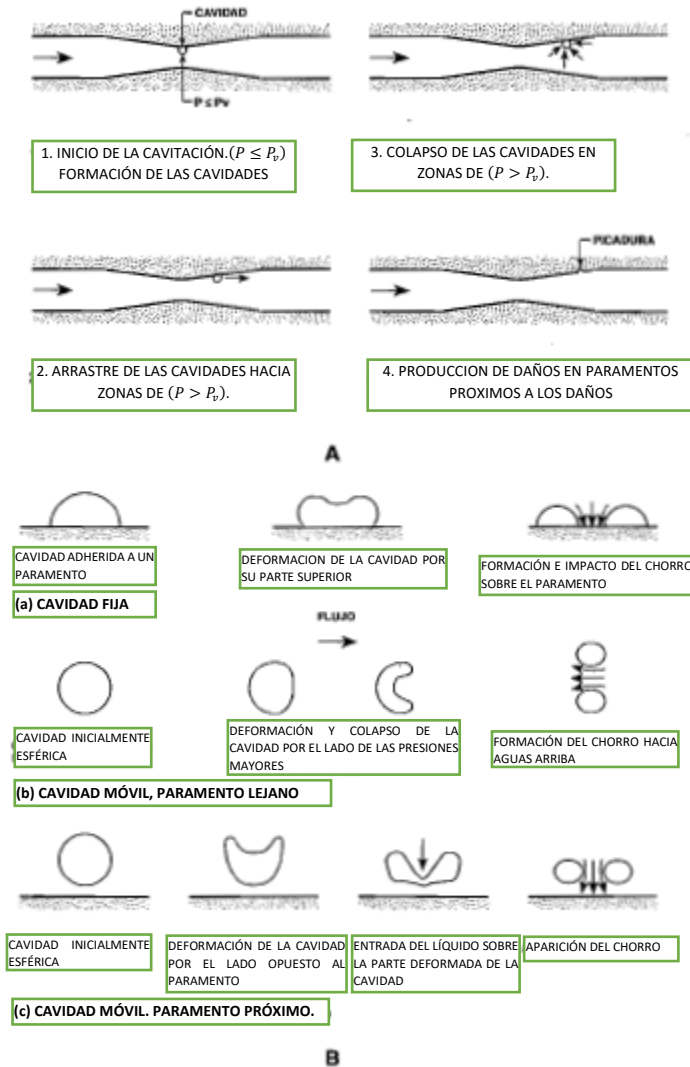 CAVIDAD
P ≤ Pv
1. INICIO DE LA CAVITACIÓN.(P ≤ P_v)
FORMACIÓN DE LAS CAVIDADES
3. COLAPSO DE LAS CAVIDADES EN
ZONAS DE (P > P_v).
PICADURA
2. ARRASTRE DE LAS CAVIDADES HACIA
ZONAS DE (P > P_v).
4. PRODUCCION DE DAÑOS EN PARAMENTOS
PROXIMOS A LOS DAÑOS
A
CAVIDAD ADHERIDA A UN
PARAMENTO
DEFORMACION DE LA CAVIDAD POR
SU PARTE SUPERIOR
FORMACIÓN E IMPACTO DEL CHORRO
SOBRE EL PARAMENTO
(a) CAVIDAD FIJA
FLUJO
CAVIDAD INICIALMENTE
ESFÉRICA
DEFORMACIÓN Y COLAPSO DE LA
CAVIDAD POR EL LADO DE LAS PRESIONES
MAYORES
FORMACIÓN DEL CHORRO HACIA
AGUAS ARRIBA
(b) CAVIDAD MÓVIL, PARAMENTO LEJANO
CAVIDAD INICIALMENTE
ESFÉRICA
DEFORMACIÓN DE LA CAVIDAD
POR EL LADO OPUESTO AL
PARAMENTO
ENTRADA DEL LÍQUIDO SOBRE
LA PARTE DEFORMADA DE LA
CAVIDAD
APARICIÓN DEL CHORRO
(c) CAVIDAD MÓVIL. PARAMENTO PRÓXIMO.
B